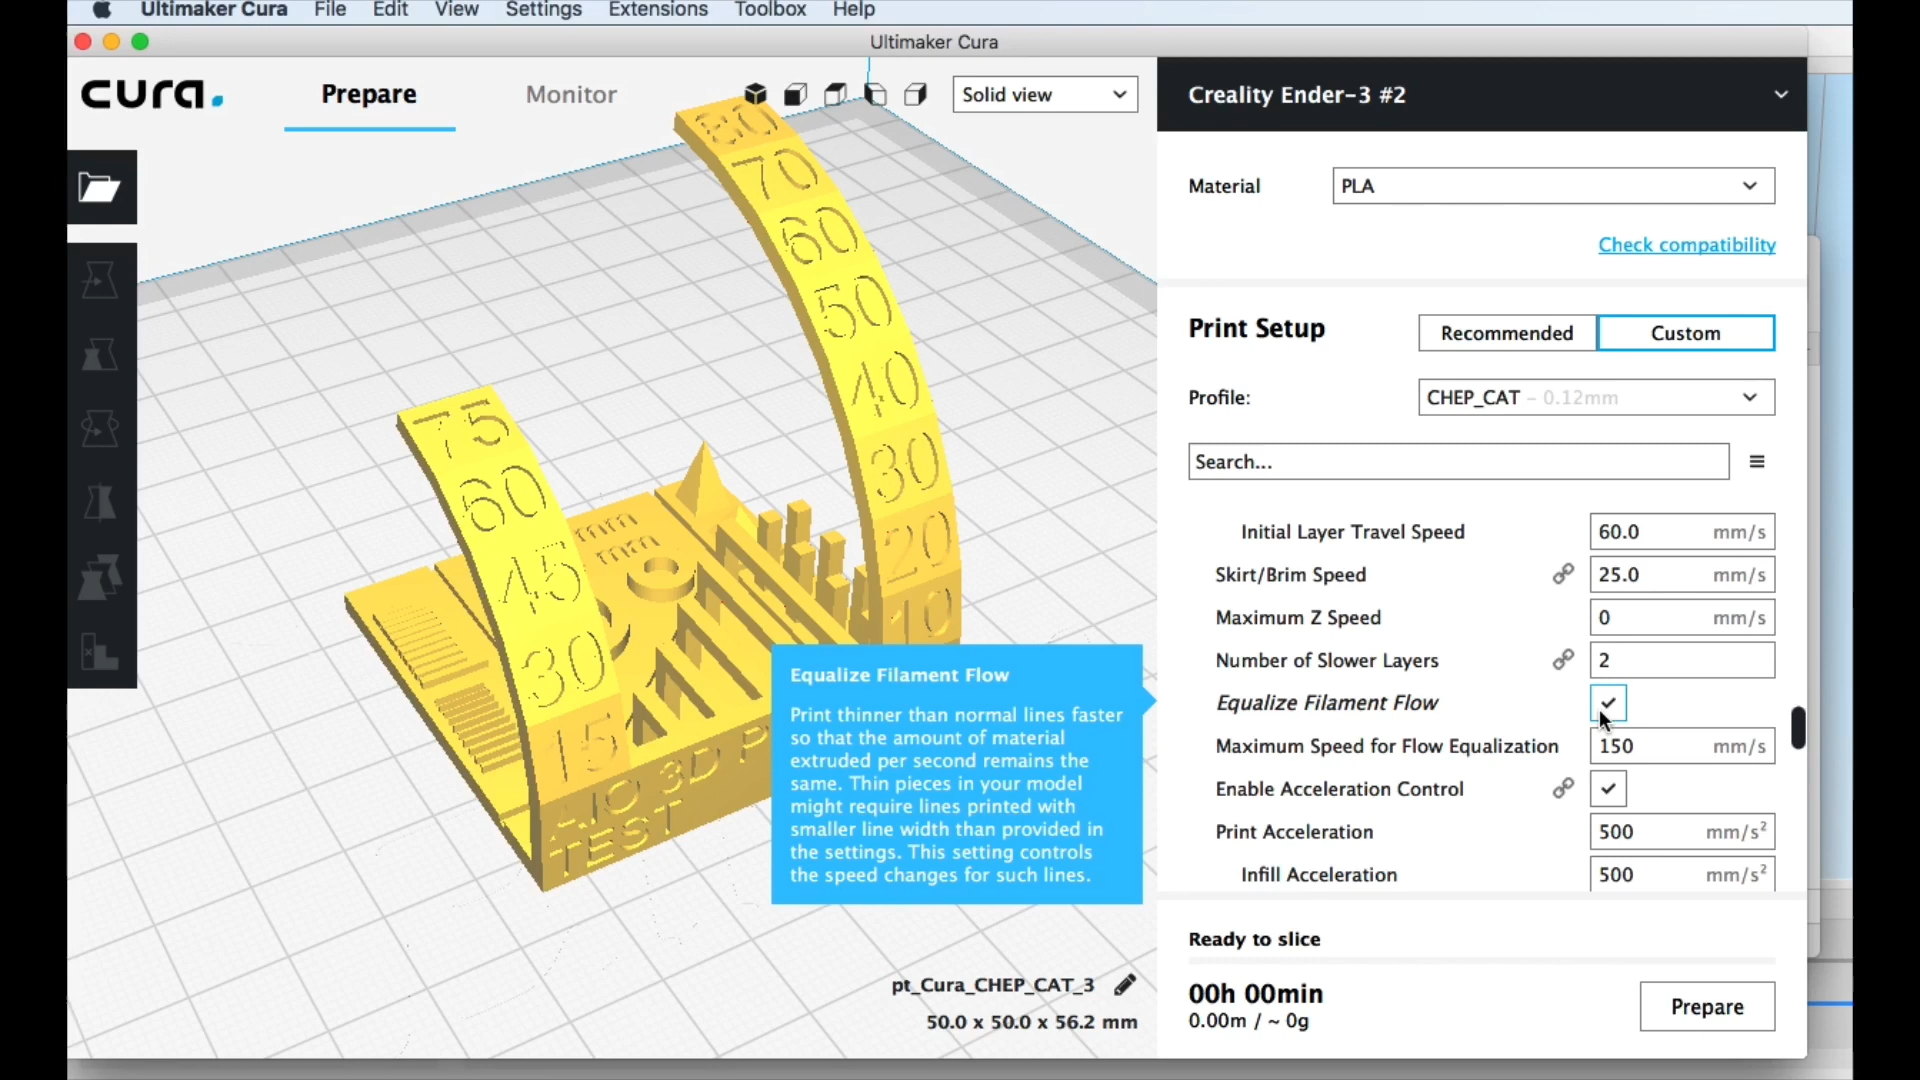 Ultimaker Cura File Edit View Settings Extensions Toolbox Help
Ultimaker Cura
cura.
Prepare
Monitor
Solid view
Creality Ender-3 #2
Material
PLA
Check compatibility
Print Setup
Recommended
Custom
Profile:
CHEP_CAT - 0.12mm
Search...
Initial Layer Travel Speed
60.0 mm/s
Skirt/Brim Speed
25.0 mm/s
Maximum Z Speed
0 mm/s
Number of Slower Layers
2
Equalize Filament Flow
Maximum Speed for Flow Equalization
150 mm/s
Enable Acceleration Control
Print Acceleration
500 mm/s²
Infill Acceleration
500 mm/s²
Ready to slice
00h 00min
0.00m / ~ 0g
Prepare
80
70
60
50
40
30
20
10
75
60
45
30
15
mm
mm
3D P
TEST
Equalize Filament Flow
Print thinner than normal lines faster
so that the amount of material
extruded per second remains the
same. Thin pieces in your model
might require lines printed with
smaller line width than provided in
the settings. This setting controls
the speed changes for such lines.
pt_Cura_CHEP_CAT_3
50.0 x 50.0 x 56.2 mm